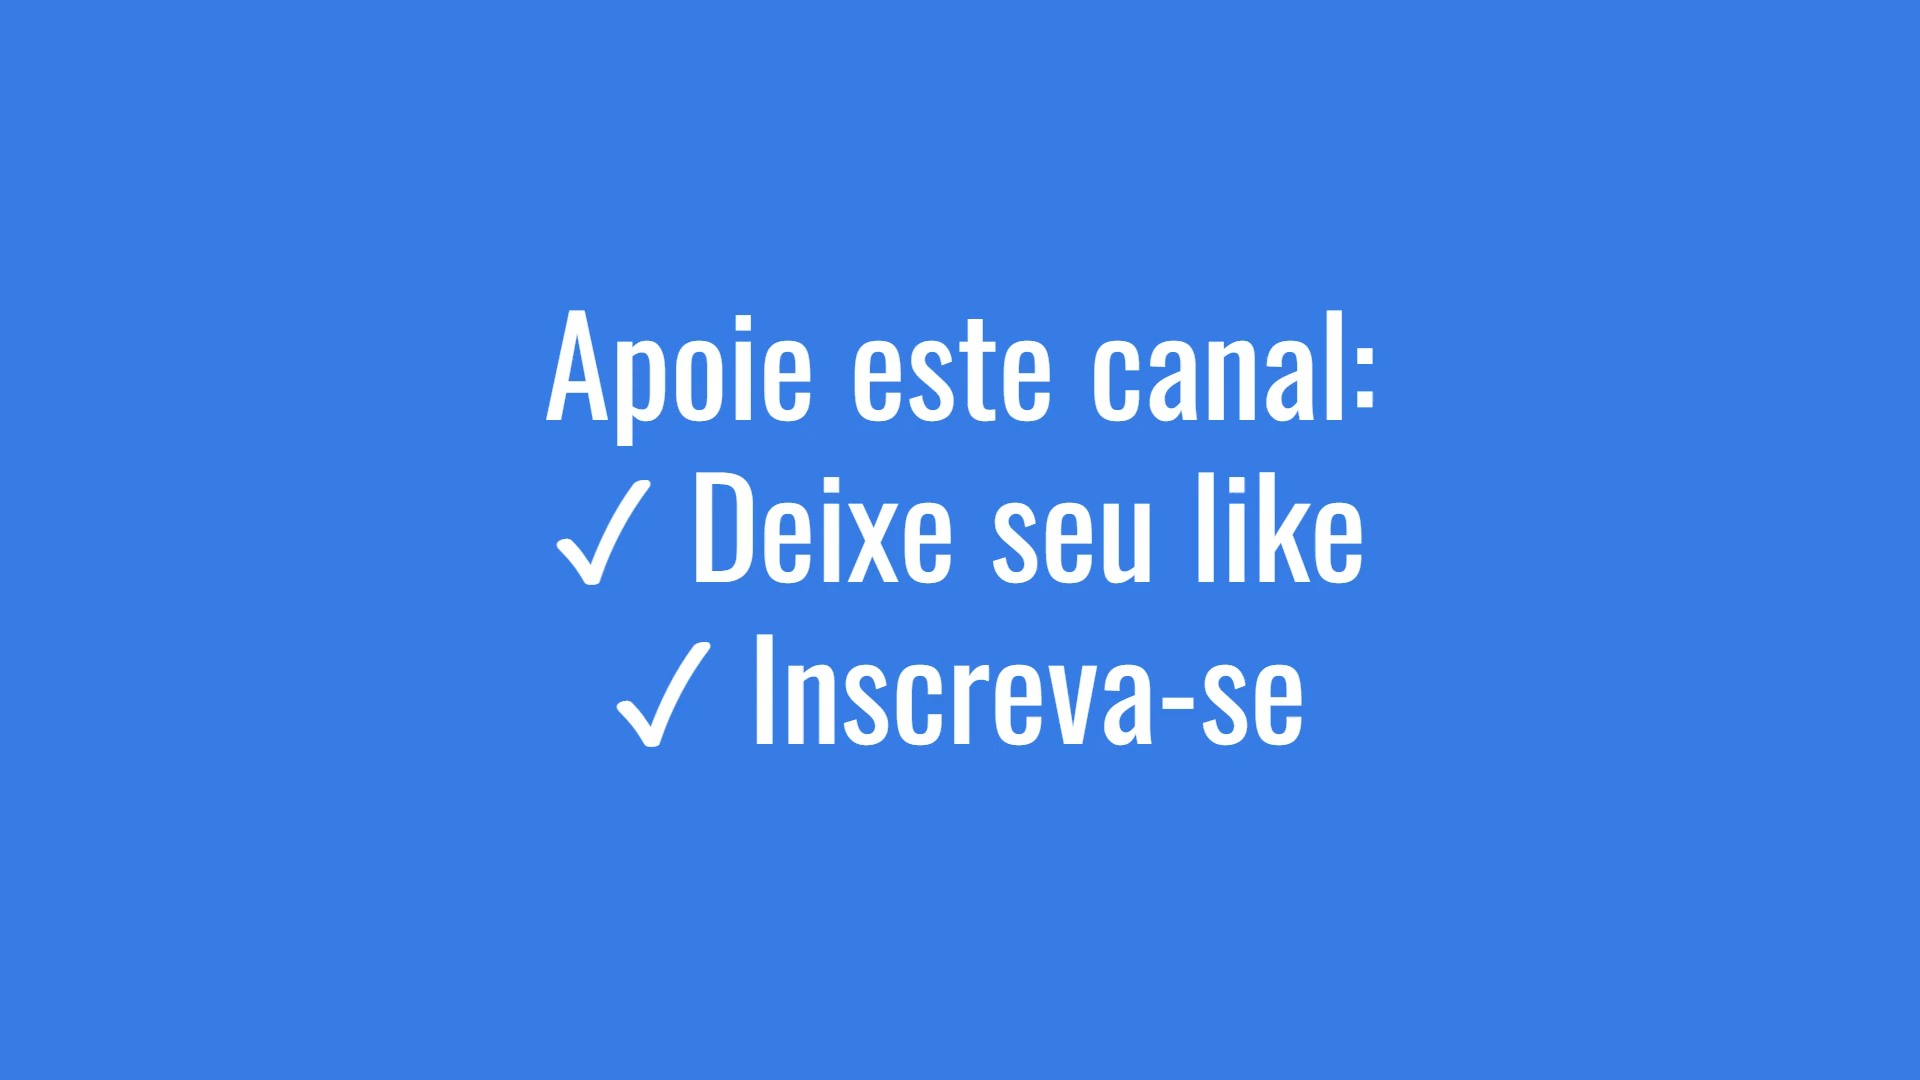 Apoie este canal:
✓ Deixe seu like
✓ Inscreva-se